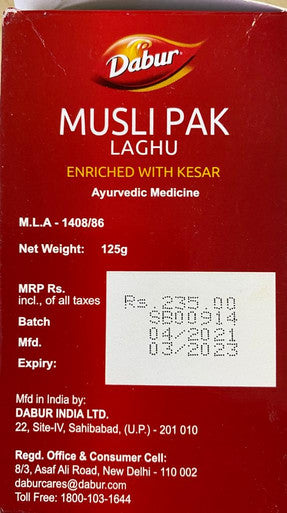 Dabur
MUSLI PAK
LAGHU
ENRICHED WITH KESAR
Ayurvedic Medicine
M.L.A - 1408/86
Net Weight: 125g
MRP Rs.
incl., of all taxes
Rs. 235.00
Batch
SB00914
Mfd.
04/2021
Expiry:
03/2023
Mfd in India by:
DABUR INDIA LTD.
22, Site-IV, Sahibabad, (U.P.) - 201 010
Regd. Office & Consumer Cell:
8/3, Asaf Ali Road, New Delhi - 110 002
daburcares@dabur.com
Toll Free: 1800-103-1644